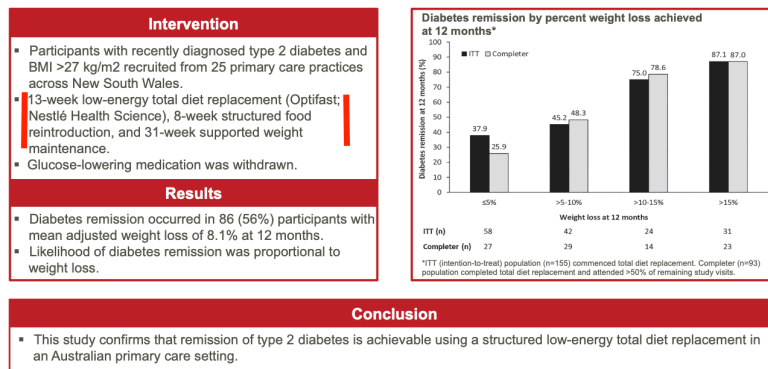 Intervention
▪ Participants with recently diagnosed type 2 diabetes and
BMI >27 kg/m2 recruited from 25 primary care practices
across New South Wales.
▪ 13-week low-energy total diet replacement (Optifast;
Nestlé Health Science), 8-week structured food
reintroduction, and 31-week supported weight
maintenance.
▪ Glucose-lowering medication was withdrawn.
Results
▪ Diabetes remission occurred in 86 (56%) participants with
mean adjusted weight loss of 8.1% at 12 months.
▪ Likelihood of diabetes remission was proportional to
weight loss.
Diabetes remission by percent weight loss achieved
at 12 months*
Diabetes remission at 12 months (%)
100
90
80
70
60
50
40
30
20
10
0
ITT Completer
37.9 25.9
45.2 48.3
75.0 78.6
87.1 87.0
≤5% >5-10% >10-15% >15%
Weight loss at 12 months
ITT (n) 58 42 24 31
Completer (n) 27 29 14 23
*ITT (intention-to-treat) population (n=155) commenced total diet replacement. Completer (n=93)
population completed total diet replacement and attended >50% of remaining study visits.
Conclusion
▪ This study confirms that remission of type 2 diabetes is achievable using a structured low-energy total diet replacement in
an Australian primary care setting.